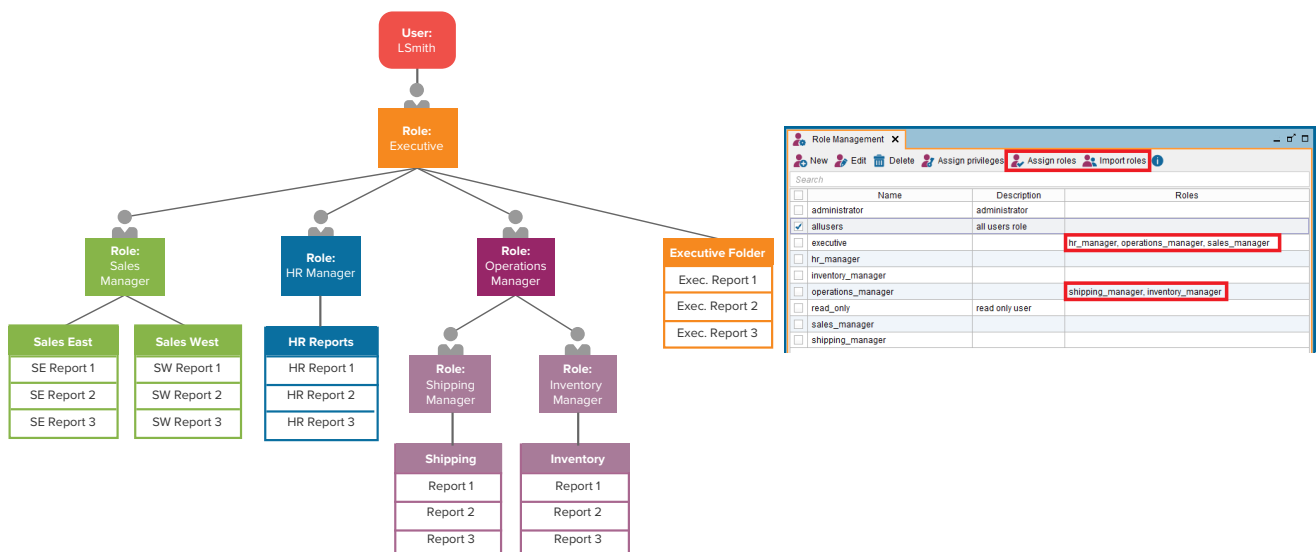 User:
LSmith
Role:
Executive
Role:
Sales
Manager
Role:
HR Manager
Role:
Operations
Manager
Executive Folder
Exec. Report 1
Exec. Report 2
Exec. Report 3
Sales East
SE Report 1
SE Report 2
SE Report 3
Sales West
SW Report 1
SW Report 2
SW Report 3
HR Reports
HR Report 1
HR Report 2
HR Report 3
Role:
Shipping
Manager
Role:
Inventory
Manager
Shipping
Report 1
Report 2
Report 3
Inventory
Report 1
Report 2
Report 3
Role Management
New Edit Delete Assign privileges Assign roles Import roles
Search
Name Description Roles
administrator administrator
allusers all users role
executive hr_manager, operations_manager, sales_manager
hr_manager
inventory_manager
operations_manager shipping_manager, inventory_manager
read_only read only user
sales_manager
shipping_manager